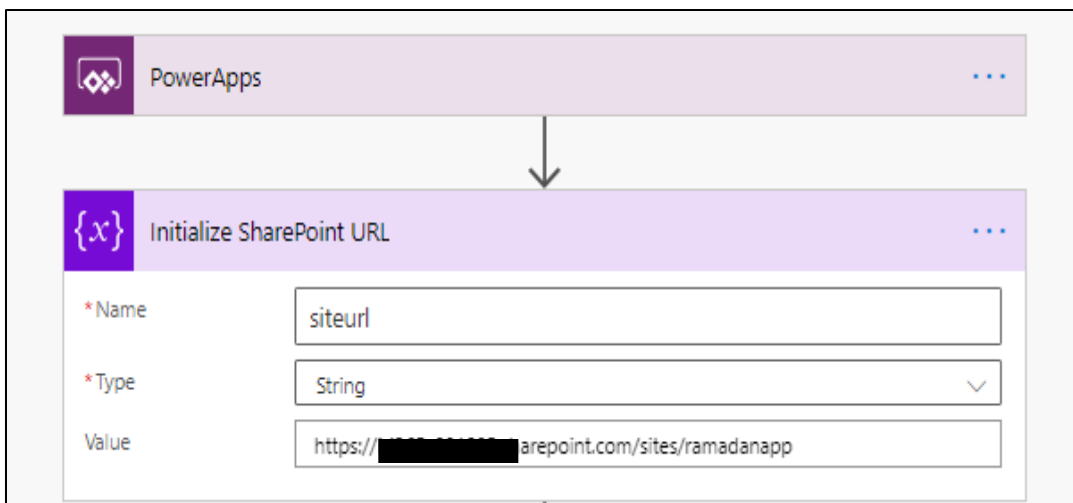 PowerApps
{x} Initialize SharePoint URL
*Name siteurl
*Type String
Value https:// arepoint.com/sites/ramadanapp